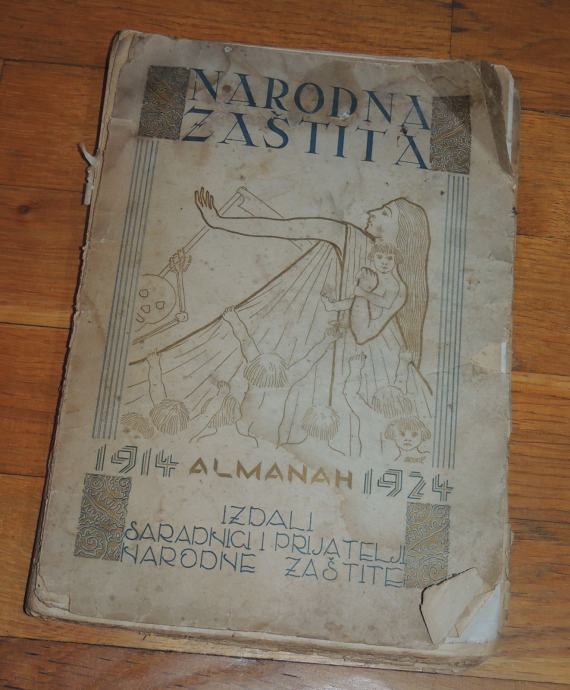 NARODNA
ZAŠTITA
1914 ALMANAH 1924
IZDALI
SARADNICI I PRIJATELJI
NARODNE ZAŠTITE